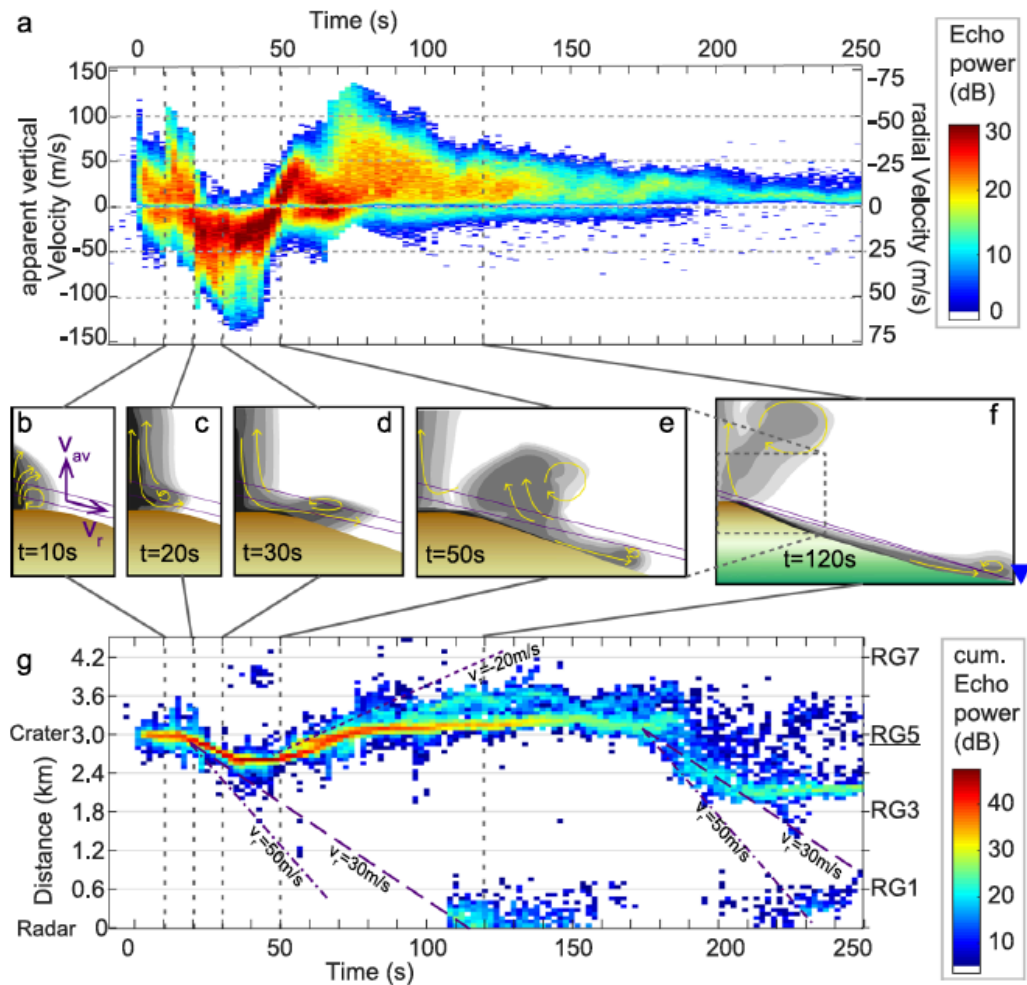 a
Time (s)
0 50 100 150 200 250
150
100
50
0
-50
-100
-150
apparent vertical
Velocity (m/s)
-75
-50
-25
0
25
50
75
radial Velocity (m/s)
Echo
power
(dB)
30
20
10
0
b
V av
V r
t=10s
c
t=20s
d
t=30s
e
t=50s
f
t=120s
g
4.2
3.6
Crater 3.0
2.4
1.8
1.2
0.6
Radar 0
Distance (km)
v r=-20m/s
v r=50m/s
v r=30m/s
v r=50m/s
v r=30m/s
RG7
RG5
RG3
RG1
0 50 100 150 200 250
Time (s)
cum.
Echo
power
(dB)
40
30
20
10